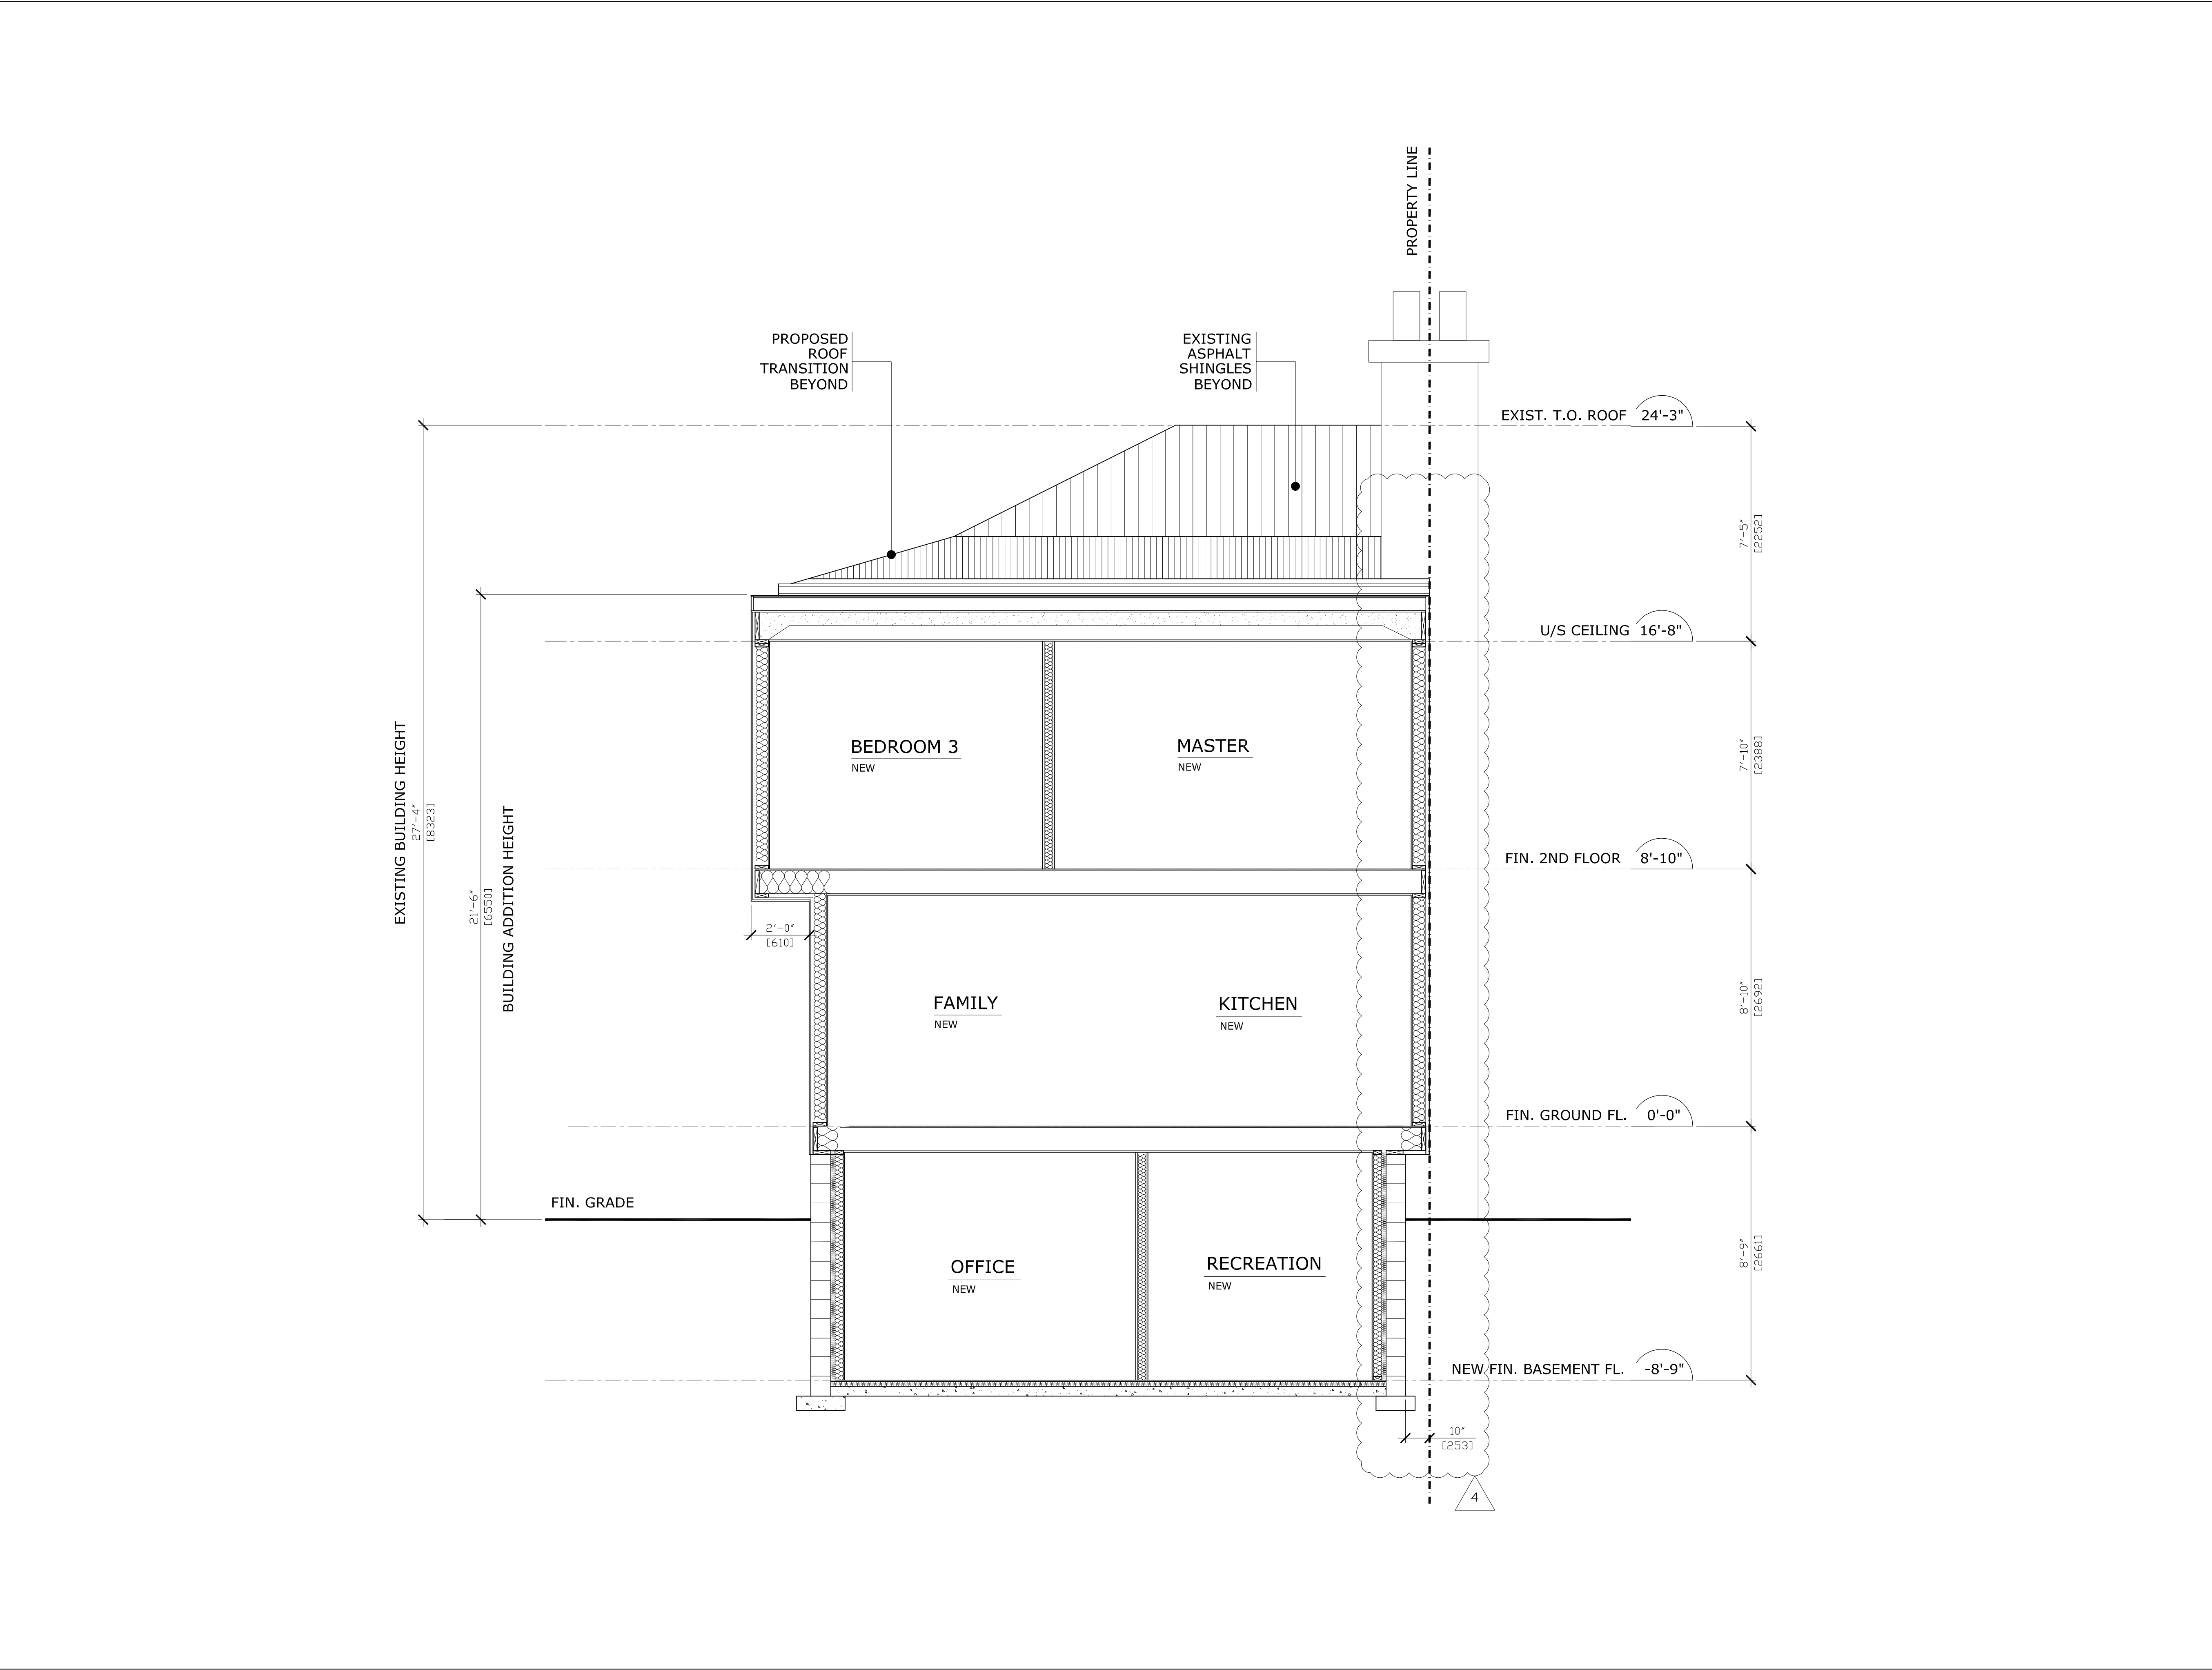 PROPERTY LINE
PROPOSED
ROOF
TRANSITION
BEYOND
EXISTING
ASPHALT
SHINGLES
BEYOND
EXIST. T.O. ROOF 24'-3"
7'-5"
[2252]
U/S CEILING 16'-8"
BEDROOM 3
NEW
MASTER
NEW
7'-10"
[2388]
EXISTING BUILDING HEIGHT
27'-4"
[8323]
21'-6"
[6550]
BUILDING ADDITION HEIGHT
FIN. 2ND FLOOR 8'-10"
2'-0"
[610]
FAMILY
NEW
KITCHEN
NEW
8'-10"
[2692]
FIN. GROUND FL. 0'-0"
FIN. GRADE
OFFICE
NEW
RECREATION
NEW
8'-9"
[2661]
NEW FIN. BASEMENT FL. -8'-9"
10"
[253]
4